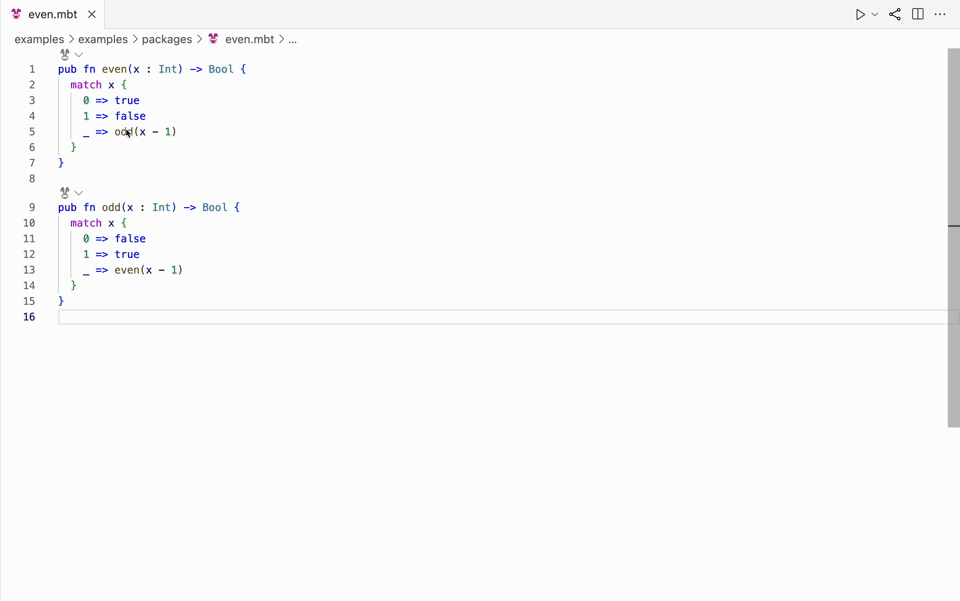 even.mbt
examples > examples > packages > even.mbt > ...
1 pub fn even(x : Int) -> Bool {
2 match x {
3 0 => true
4 1 => false
5 _ => odd(x - 1)
6 }
7 }
8
9 pub fn odd(x : Int) -> Bool {
10 match x {
11 0 => false
12 1 => true
13 _ => even(x - 1)
14 }
15 }
16